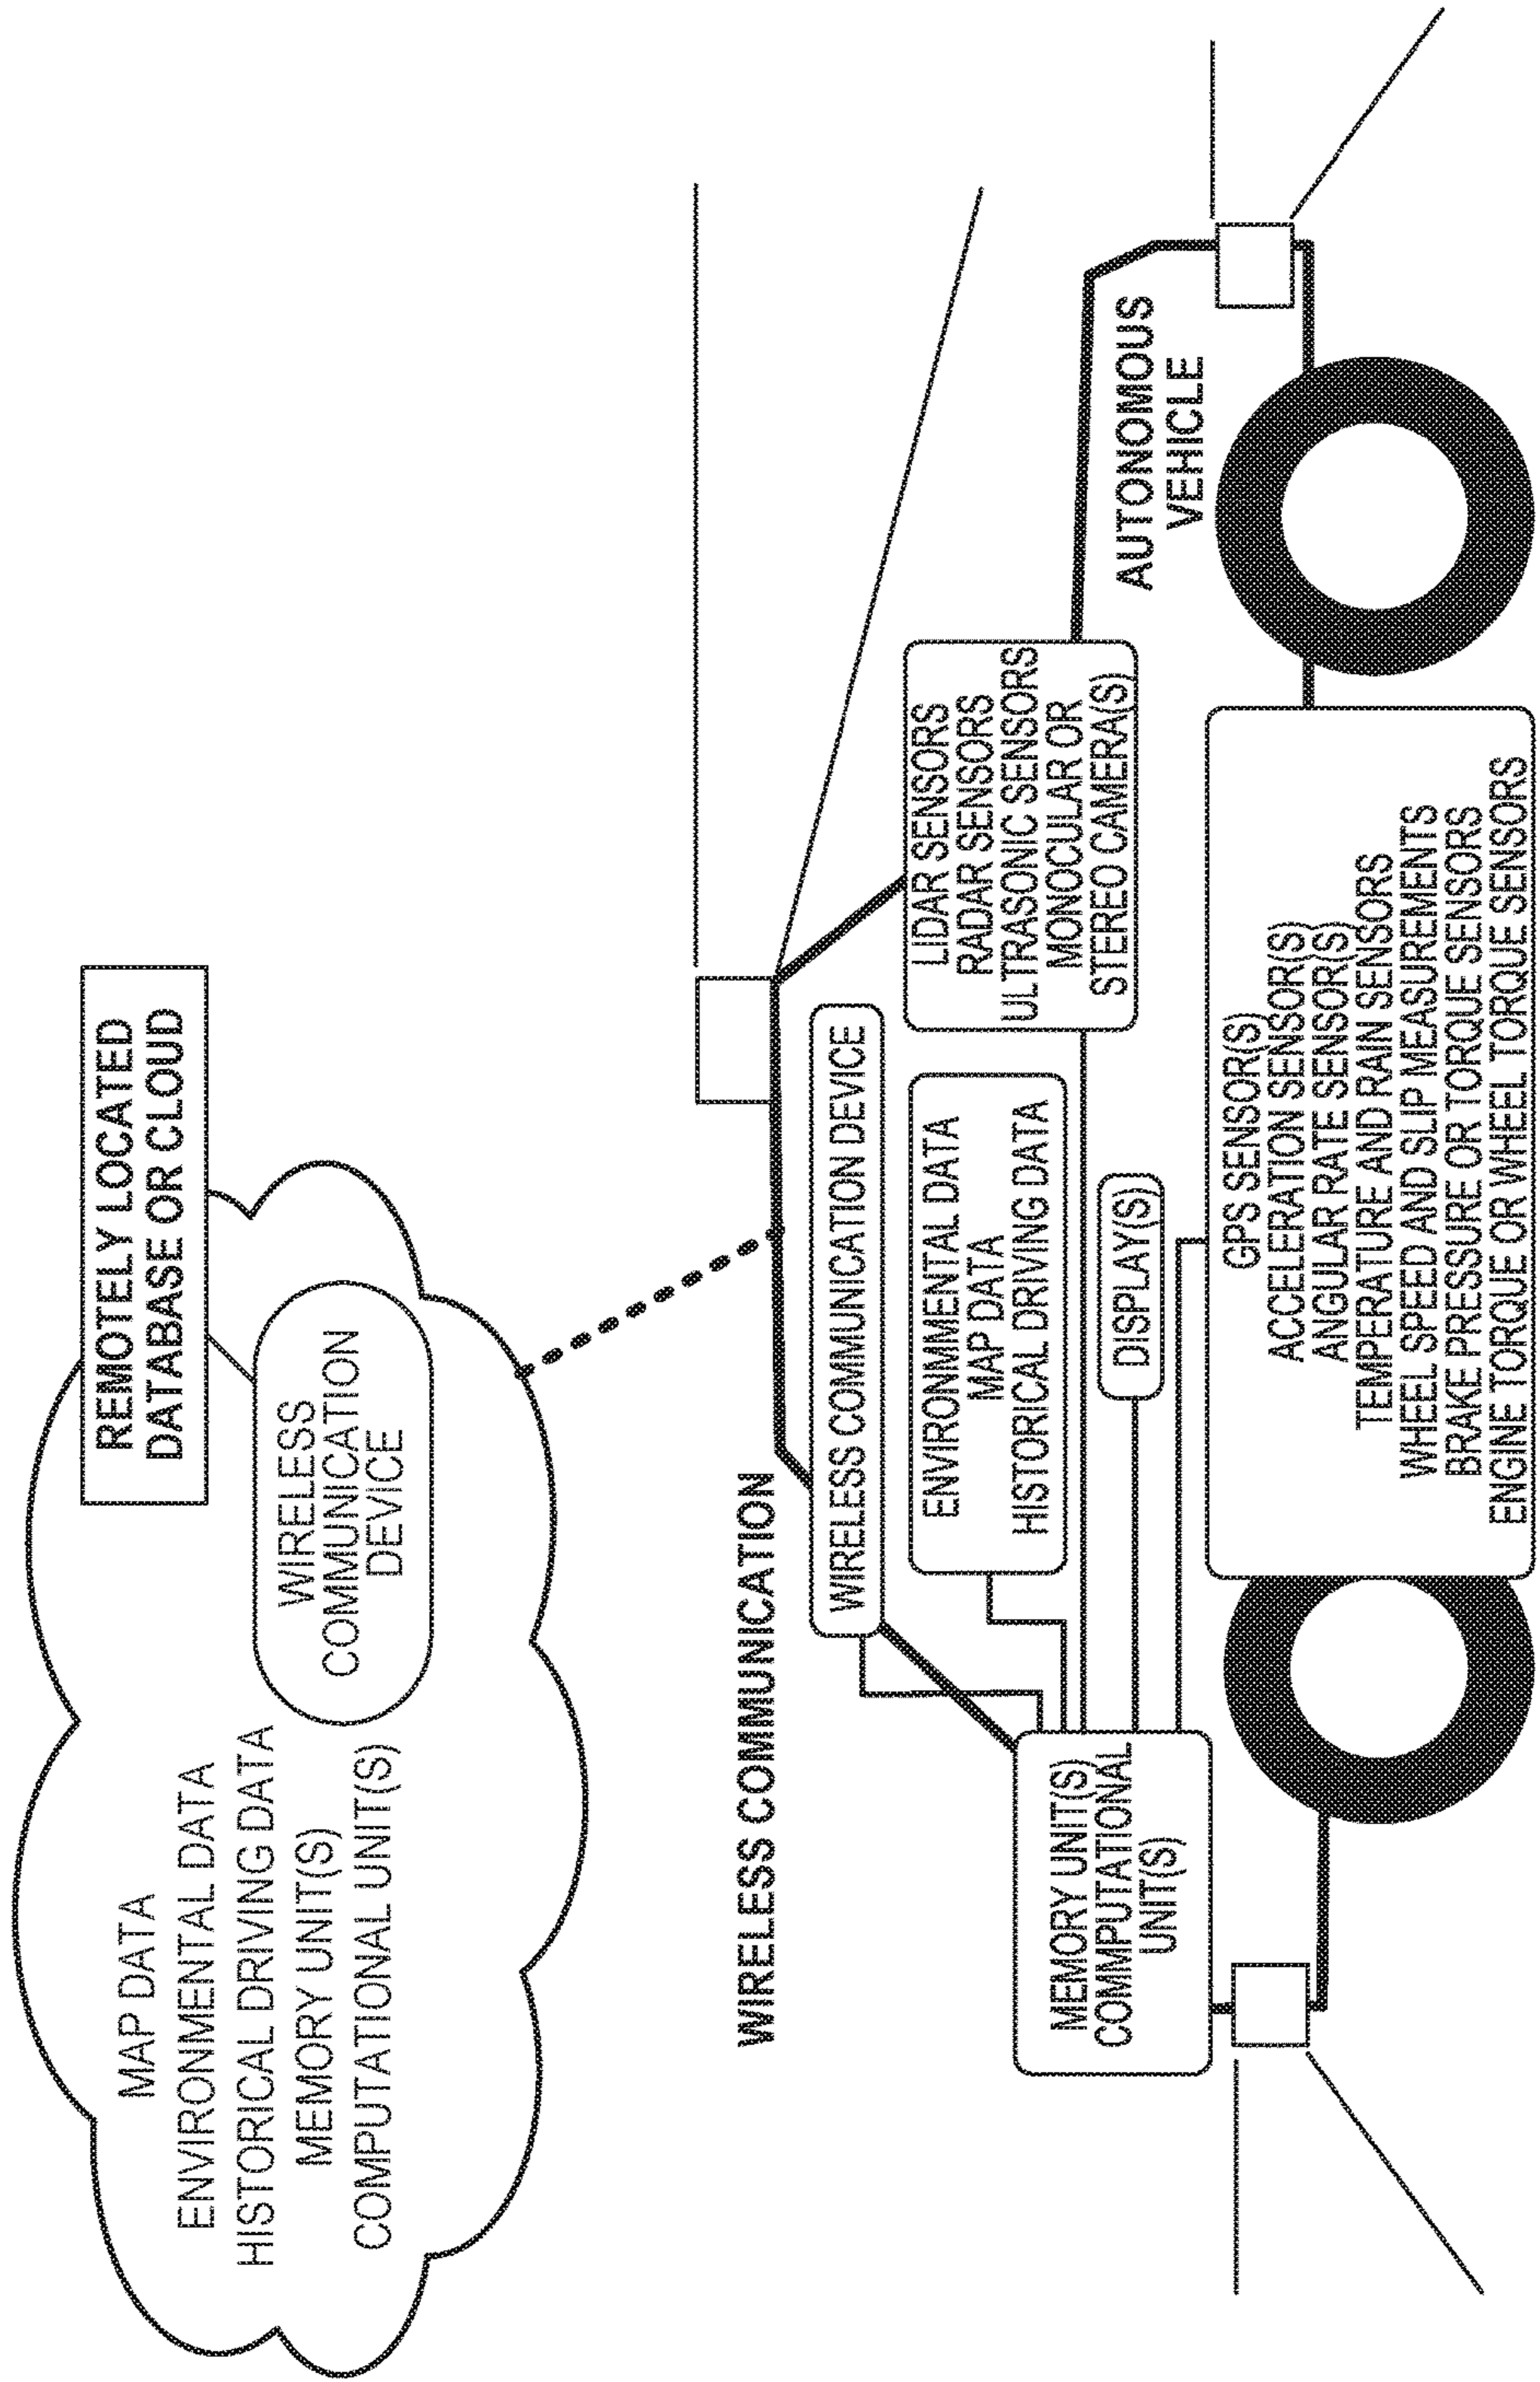 REMOTELY LOCATED
DATABASE OR CLOUD
MAP DATA
ENVIRONMENTAL DATA
HISTORICAL DRIVING DATA
MEMORY UNIT(S)
COMPUTATIONAL UNIT(S)
WIRELESS
COMMUNICATION
DEVICE
WIRELESS COMMUNICATION
WIRELESS COMMUNICATION DEVICE
ENVIRONMENTAL DATA
MAP DATA
HISTORICAL DRIVING DATA
DISPLAY(S)
MEMORY UNIT(S)
COMMPUTATIONAL
UNIT(S)
LIDAR SENSORS
RADAR SENSORS
ULTRASONIC SENSORS
MONOCULAR OR
STEREO CAMERA(S)
AUTONOMOUS
VEHICLE
GPS SENSOR(S)
ACCELERATION SENSOR(S)
ANGULAR RATE SENSOR(S)
TEMPERATURE AND RAIN SENSORS
WHEEL SPEED AND SLIP MEASUREMENTS
BRAKE PRESSURE OR TORQUE SENSORS
ENGINE TORQUE OR WHEEL TORQUE SENSORS